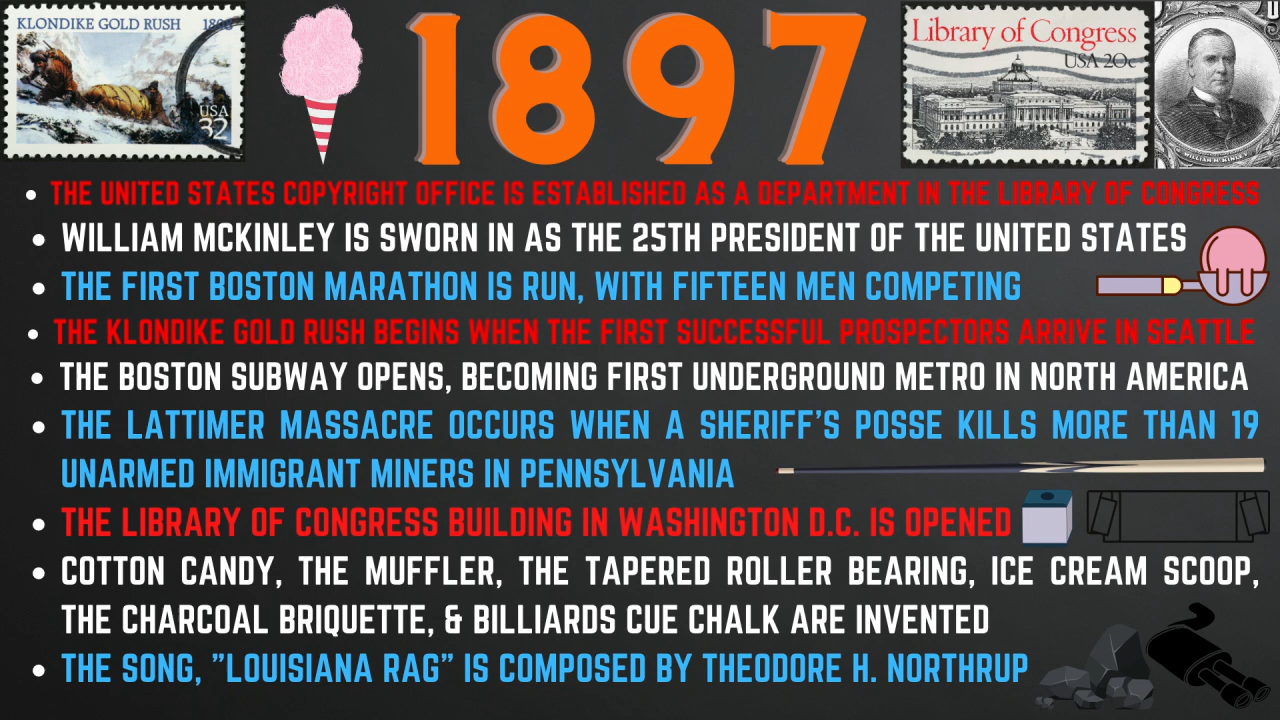 KLONDIKE GOLD RUSH
USA
32
1897
Library of Congress
USA 20c
WILLIAM MCKINLEY
• THE UNITED STATES COPYRIGHT OFFICE IS ESTABLISHED AS A DEPARTMENT IN THE LIBRARY OF CONGRESS
• WILLIAM MCKINLEY IS SWORN IN AS THE 25TH PRESIDENT OF THE UNITED STATES
• THE FIRST BOSTON MARATHON IS RUN, WITH FIFTEEN MEN COMPETING
• THE KLONDIKE GOLD RUSH BEGINS WHEN THE FIRST SUCCESSFUL PROSPECTORS ARRIVE IN SEATTLE
• THE BOSTON SUBWAY OPENS, BECOMING FIRST UNDERGROUND METRO IN NORTH AMERICA
• THE LATTIMER MASSACRE OCCURS WHEN A SHERIFF'S POSSE KILLS MORE THAN 19
UNARMED IMMIGRANT MINERS IN PENNSYLVANIA
• THE LIBRARY OF CONGRESS BUILDING IN WASHINGTON D.C. IS OPENED
• COTTON CANDY, THE MUFFLER, THE TAPERED ROLLER BEARING, ICE CREAM SCOOP,
THE CHARCOAL BRIQUETTE, & BILLIARDS CUE CHALK ARE INVENTED
• THE SONG, "LOUISIANA RAG" IS COMPOSED BY THEODORE H. NORTHRUP